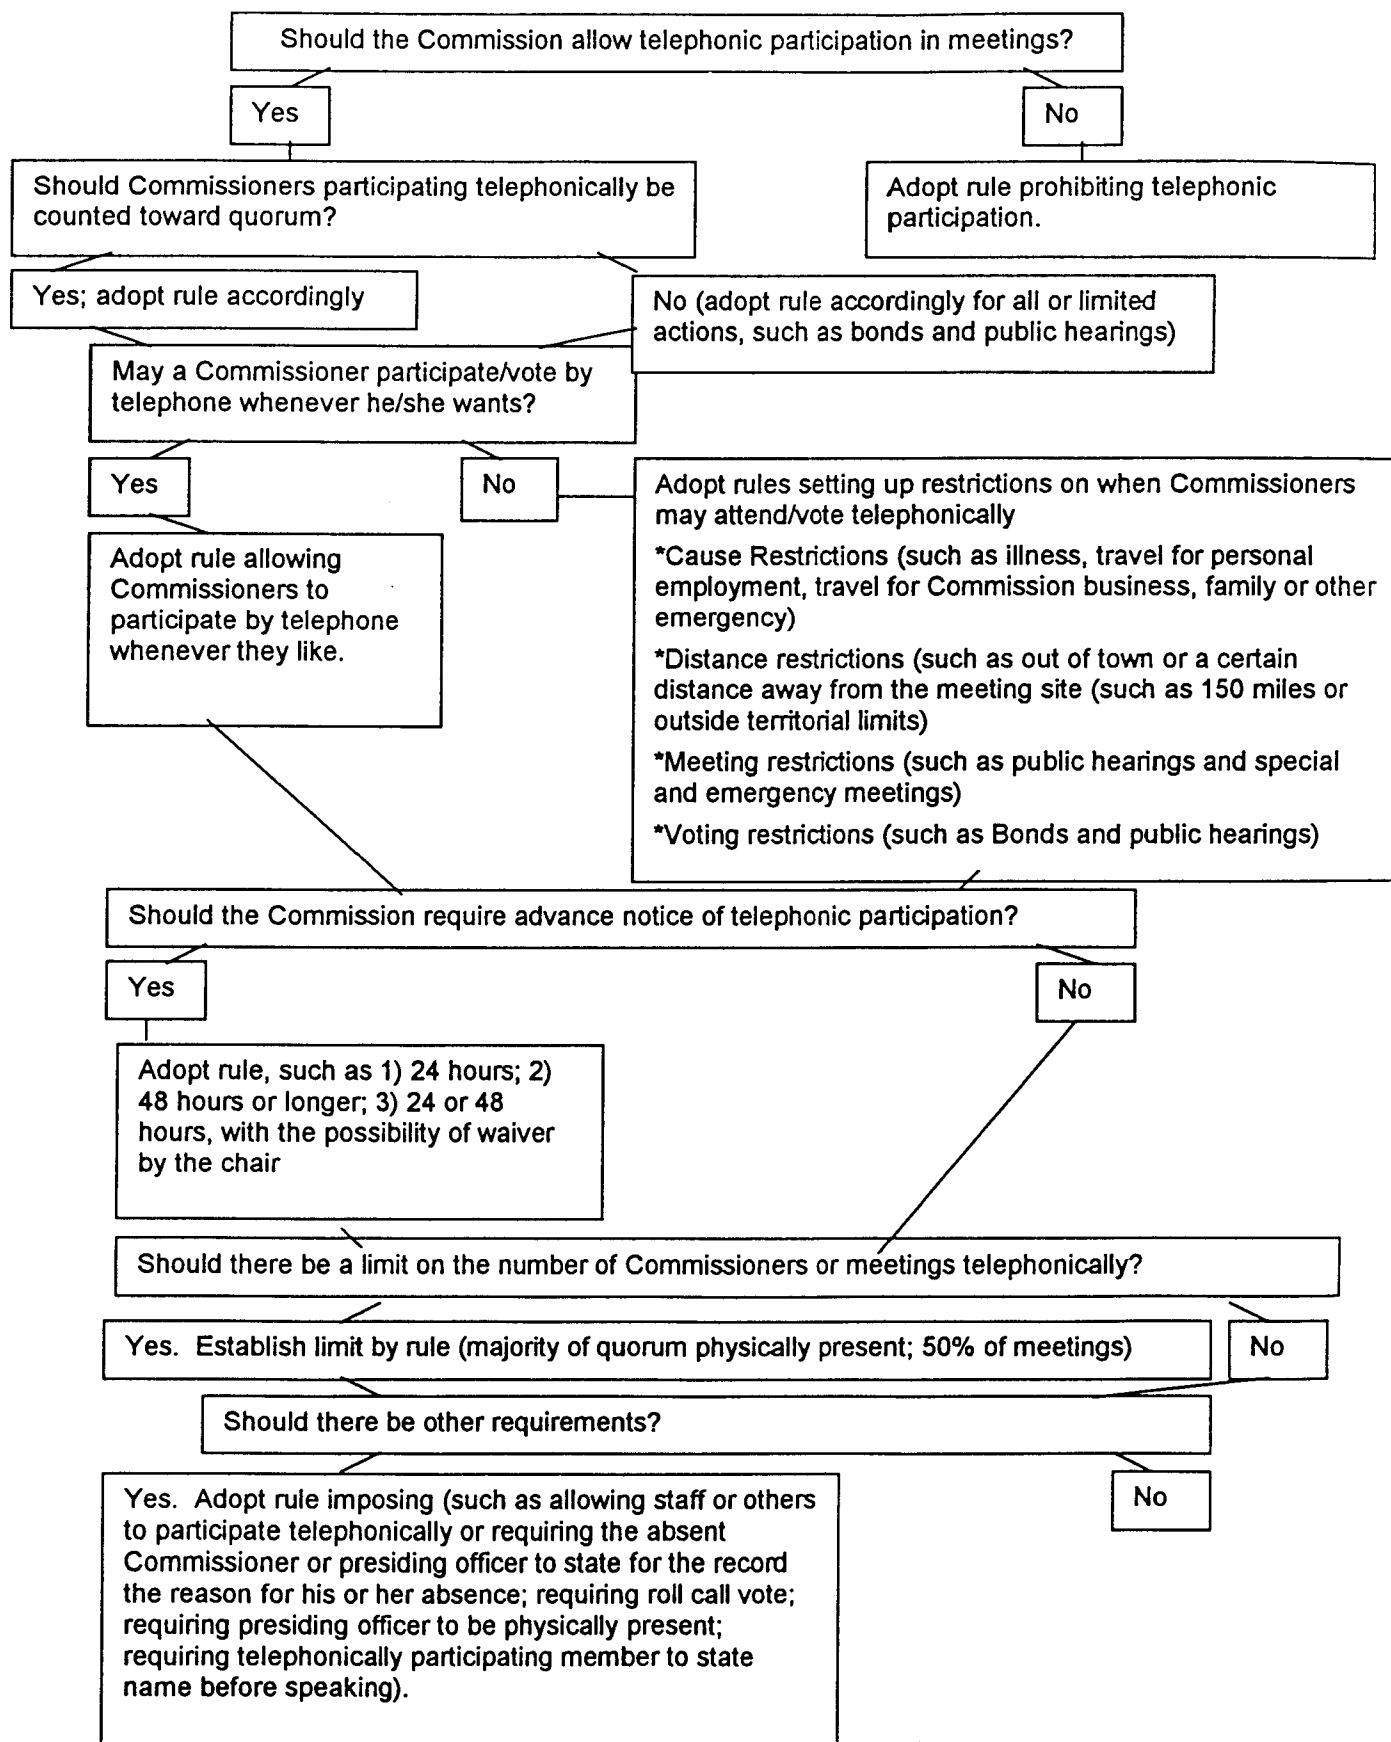 Should the Commission allow telephonic participation in meetings?
Yes
No
Should Commissioners participating telephonically be
counted toward quorum?
Adopt rule prohibiting telephonic
participation.
Yes; adopt rule accordingly
No (adopt rule accordingly for all or limited
actions, such as bonds and public hearings)
May a Commissioner participate/vote by
telephone whenever he/she wants?
Yes
No
Adopt rules setting up restrictions on when Commissioners
may attend/vote telephonically
*Cause Restrictions (such as illness, travel for personal
employment, travel for Commission business, family or other
emergency)
*Distance restrictions (such as out of town or a certain
distance away from the meeting site (such as 150 miles or
outside territorial limits)
*Meeting restrictions (such as public hearings and special
and emergency meetings)
*Voting restrictions (such as Bonds and public hearings)
Adopt rule allowing
Commissioners to
participate by telephone
whenever they like.
Should the Commission require advance notice of telephonic participation?
Yes
No
Adopt rule, such as 1) 24 hours; 2)
48 hours or longer; 3) 24 or 48
hours, with the possibility of waiver
by the chair
Should there be a limit on the number of Commissioners or meetings telephonically?
Yes. Establish limit by rule (majority of quorum physically present; 50% of meetings)
No
Should there be other requirements?
Yes. Adopt rule imposing (such as allowing staff or others
to participate telephonically or requiring the absent
Commissioner or presiding officer to state for the record
the reason for his or her absence; requiring roll call vote;
requiring presiding officer to be physically present;
requiring telephonically participating member to state
name before speaking).
No